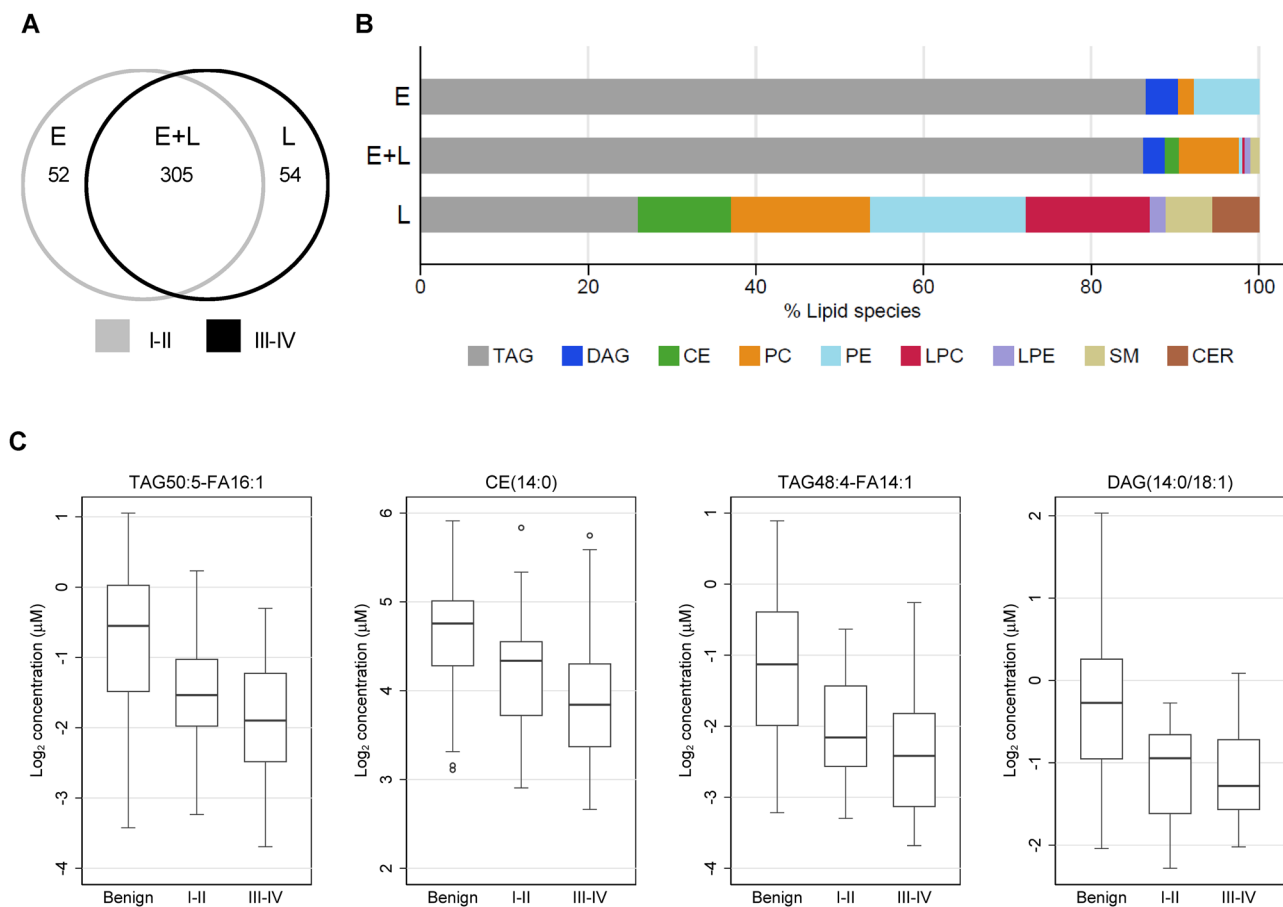 A
E
E+L
L
52
305
54
I-II
III-IV
B
E
E+L
L
0
20
40
60
80
100
% Lipid species
TAG
DAG
CE
PC
PE
LPC
LPE
SM
CER
C
TAG50:5-FA16:1
Log₂ concentration (μM)
1
0
-1
-2
-3
-4
Benign
I-II
III-IV
CE(14:0)
Log₂ concentration (μM)
6
5
4
3
2
Benign
I-II
III-IV
TAG48:4-FA14:1
Log₂ concentration (μM)
1
0
-1
-2
-3
-4
Benign
I-II
III-IV
DAG(14:0/18:1)
Log₂ concentration (μM)
2
1
0
-1
-2
Benign
I-II
III-IV